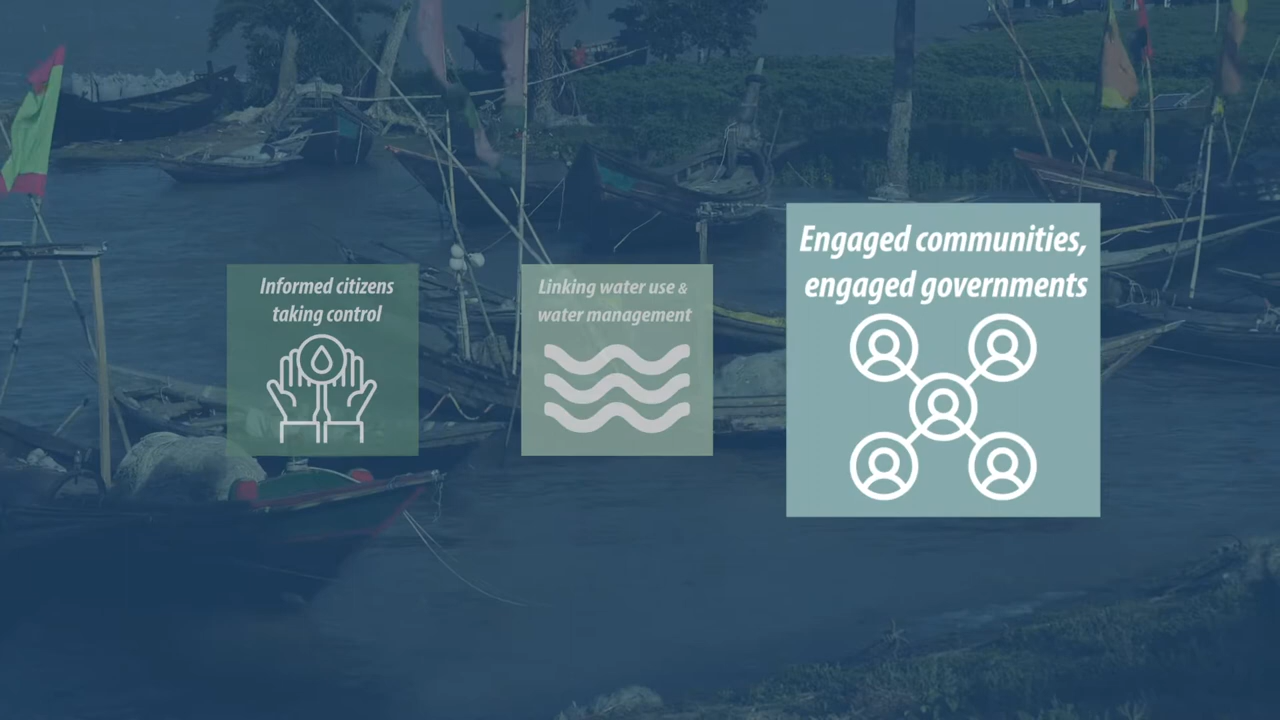 Informed citizens
taking control
Linking water use &
water management
Engaged communities,
engaged governments